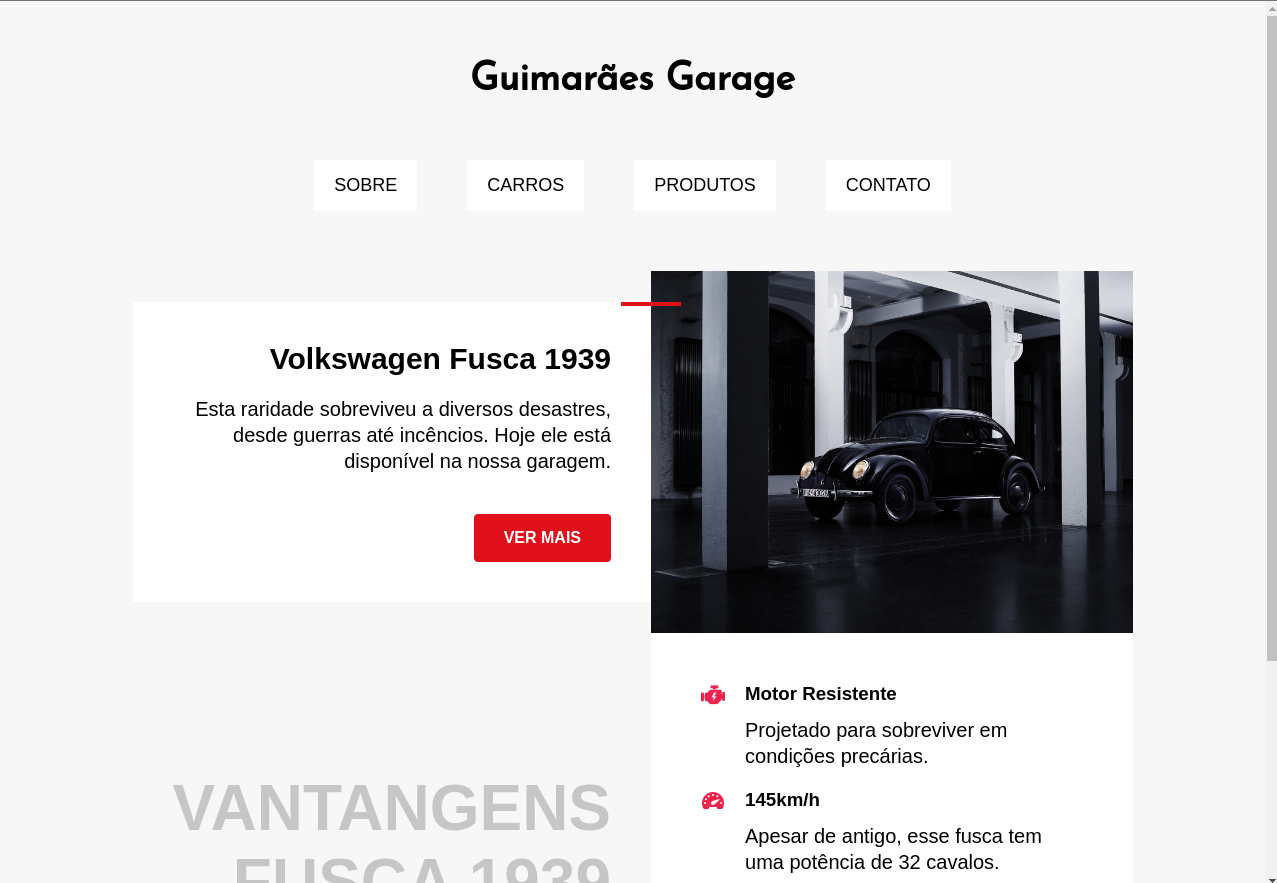 Guimarães Garage
SOBRE
CARROS
PRODUTOS
CONTATO
Volkswagen Fusca 1939
Esta raridade sobreviveu a diversos desastres,
desde guerras até incêncios. Hoje ele está
disponível na nossa garagem.
VER MAIS
Motor Resistente
Projetado para sobreviver em
condições precárias.
145km/h
Apesar de antigo, esse fusca tem
uma potência de 32 cavalos.
VANTANGENS
FUSCA 1939